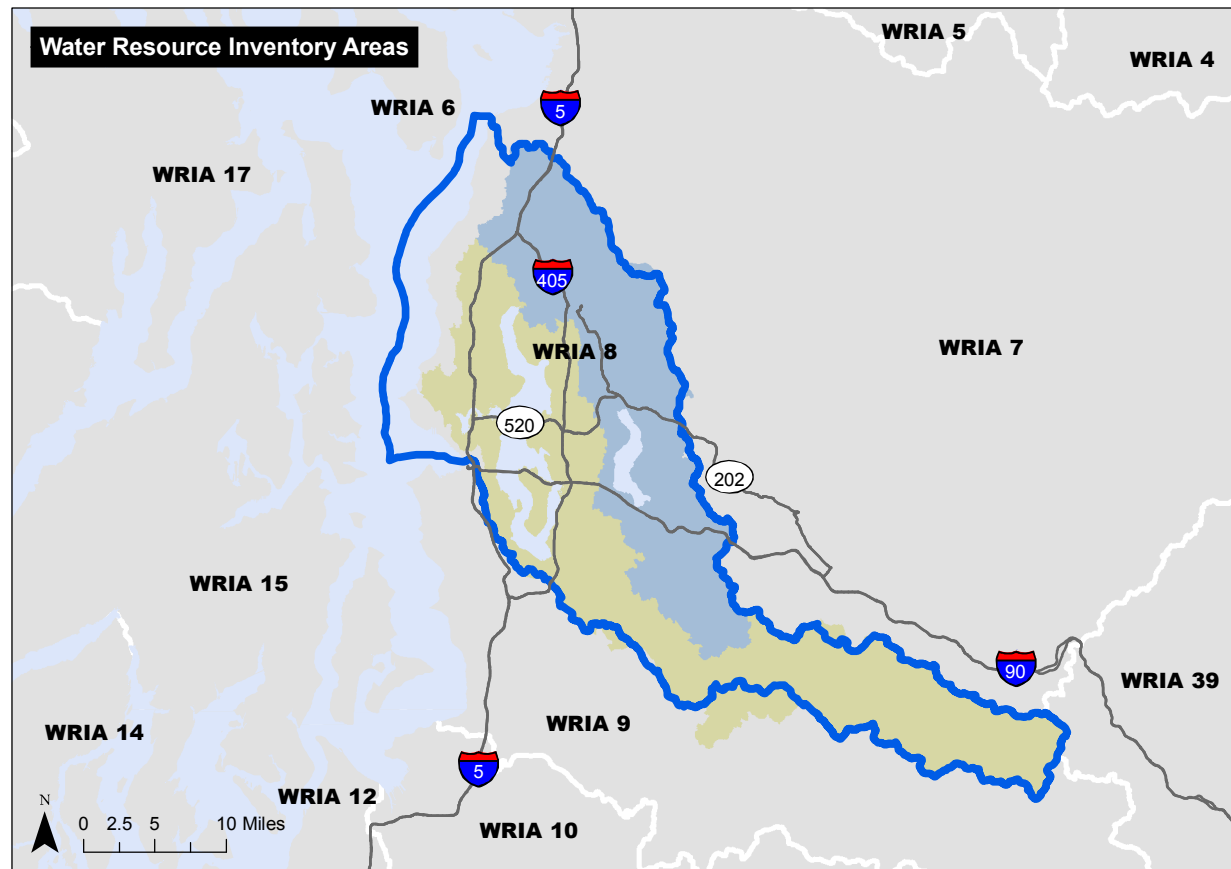 Water Resource Inventory Areas
WRIA 5
WRIA 4
WRIA 6
5
WRIA 17
405
WRIA 8
WRIA 7
520
202
WRIA 15
90
WRIA 39
WRIA 14
WRIA 9
5
WRIA 12
N
0 2.5 5 10 Miles
WRIA 10